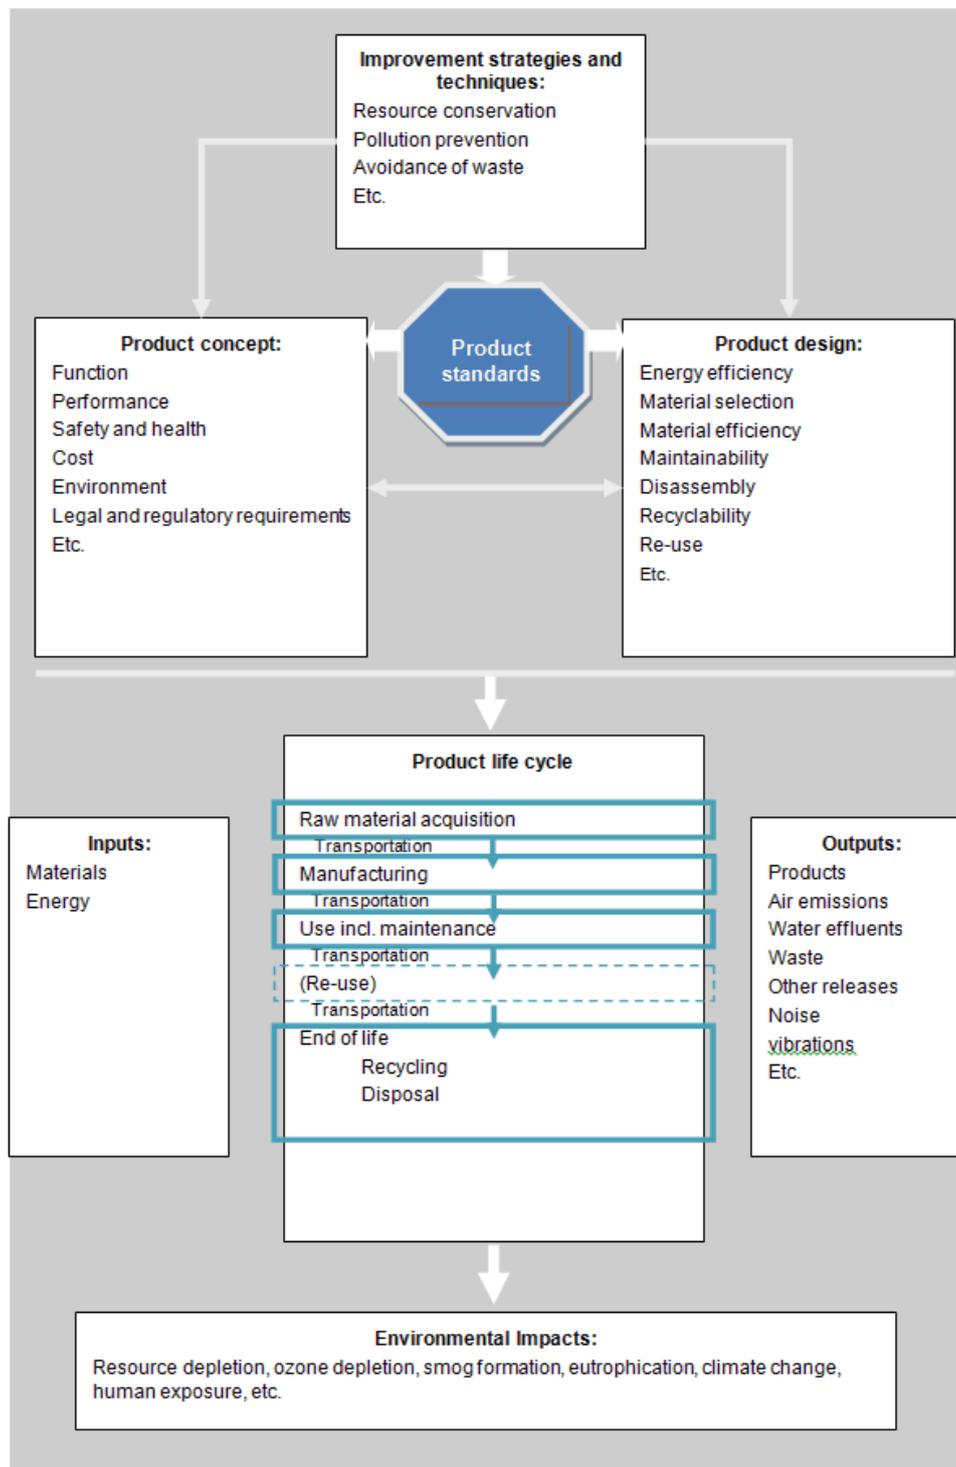 Improvement strategies and
techniques:
Resource conservation
Pollution prevention
Avoidance of waste
Etc.
Product
standards
Product concept:
Function
Performance
Safety and health
Cost
Environment
Legal and regulatory requirements
Etc.
Product design:
Energy efficiency
Material selection
Material efficiency
Maintainability
Disassembly
Recyclability
Re-use
Etc.
Inputs:
Materials
Energy
Product life cycle
Raw material acquisition
Transportation
Manufacturing
Transportation
Use incl. maintenance
Transportation
(Re-use)
Transportation
End of life
Recycling
Disposal
Outputs:
Products
Air emissions
Water effluents
Waste
Other releases
Noise
vibrations
Etc.
Environmental Impacts:
Resource depletion, ozone depletion, smog formation, eutrophication, climate change,
human exposure, etc.